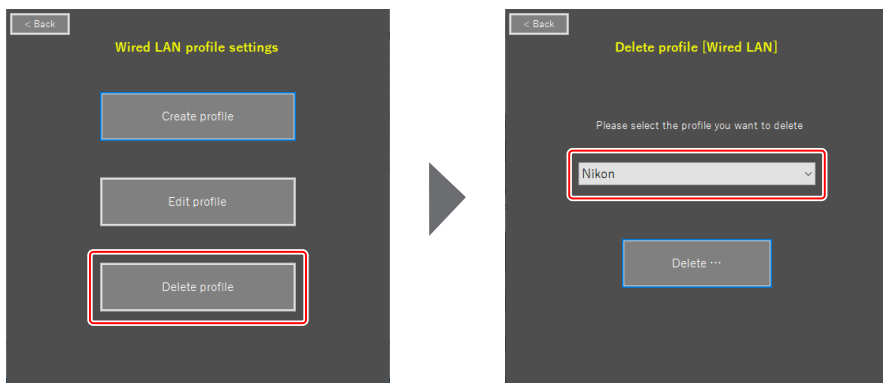 < Back
Wired LAN profile settings
Create profile
Edit profile
Delete profile
< Back
Delete profile [Wired LAN]
Please select the profile you want to delete
Nikon
Delete ···